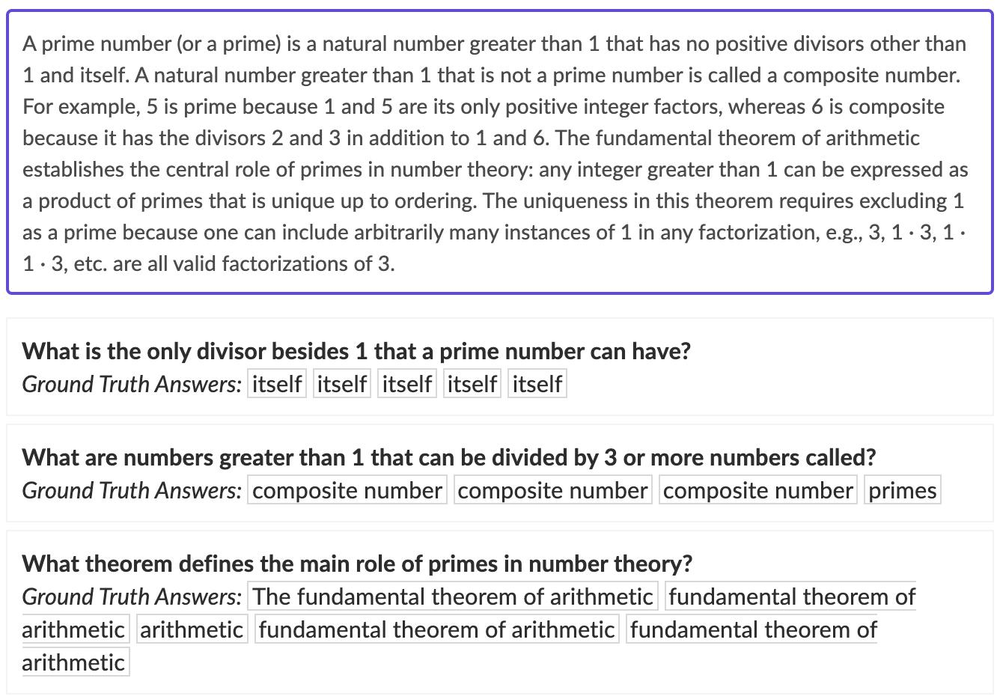 A prime number (or a prime) is a natural number greater than 1 that has no positive divisors other than
1 and itself. A natural number greater than 1 that is not a prime number is called a composite number.
For example, 5 is prime because 1 and 5 are its only positive integer factors, whereas 6 is composite
because it has the divisors 2 and 3 in addition to 1 and 6. The fundamental theorem of arithmetic
establishes the central role of primes in number theory: any integer greater than 1 can be expressed as
a product of primes that is unique up to ordering. The uniqueness in this theorem requires excluding 1
as a prime because one can include arbitrarily many instances of 1 in any factorization, e.g., 3, 1 · 3, 1 ·
1 · 3, etc. are all valid factorizations of 3.
What is the only divisor besides 1 that a prime number can have?
Ground Truth Answers: itself itself itself itself itself
What are numbers greater than 1 that can be divided by 3 or more numbers called?
Ground Truth Answers: composite number composite number composite number primes
What theorem defines the main role of primes in number theory?
Ground Truth Answers: The fundamental theorem of arithmetic fundamental theorem of
arithmetic arithmetic fundamental theorem of arithmetic fundamental theorem of
arithmetic